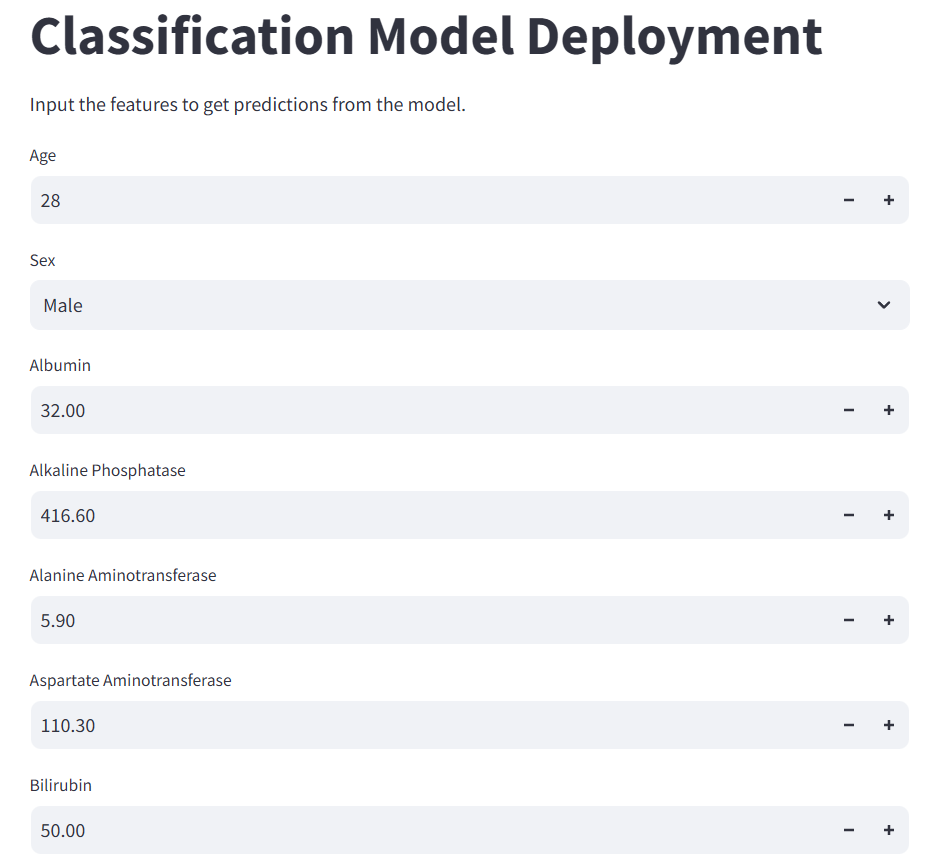 Classification Model Deployment
Input the features to get predictions from the model.
Age
28
Sex
Male
Albumin
32.00
Alkaline Phosphatase
416.60
Alanine Aminotransferase
5.90
Aspartate Aminotransferase
110.30
Bilirubin
50.00